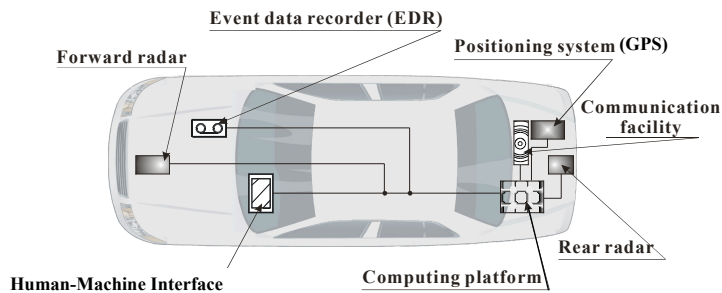 Event data recorder (EDR)
Forward radar
Positioning system (GPS)
Communication
facility
Rear radar
Computing platform
Human-Machine Interface